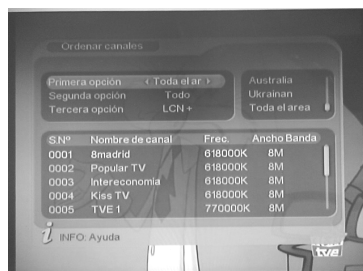 Ordenar canales
Primera opción ‹ Toda el ar ›
Segunda opción Todo
Tercera opción LCN +
Australia
Ukrainan
Toda el area
S.Nº Nombre de canal Frec. Ancho Banda
0001 8madrid 618000K 8M
0002 Popular TV 618000K 8M
0003 Intereconomía 618000K 8M
0004 Kiss TV 618000K 8M
0005 TVE 1 770000K 8M
i INFO: Ayuda
tve